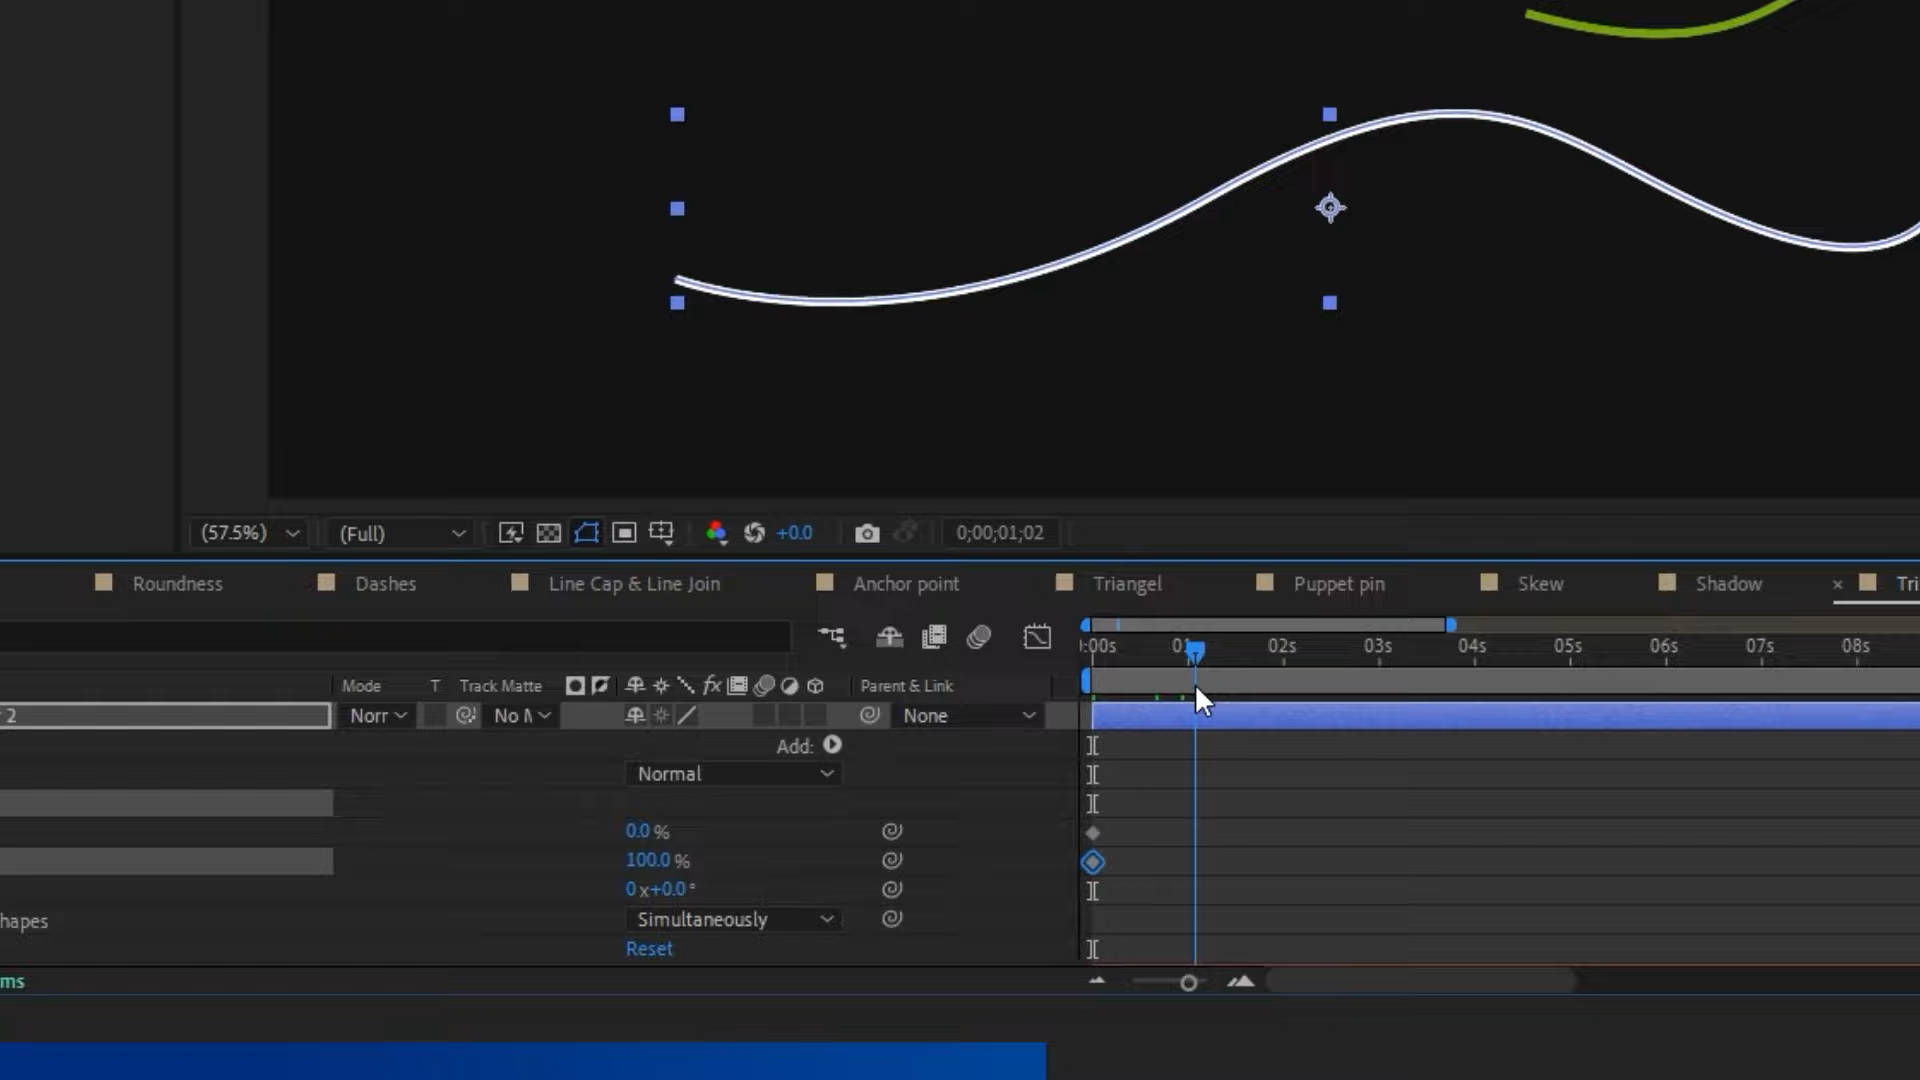 (57.5%) (Full) +0.0 0;00;01;02
Roundness Dashes Line Cap & Line Join Anchor point Triangel Puppet pin Skew Shadow × Tri
:00s 01 02s 03s 04s 05s 06s 07s 08s
Mode T Track Matte fx Parent & Link
2 Norr No M None
Add:
Normal
0.0 %
100.0 %
0 x+0.0°
hapes Simultaneously
Reset
ms